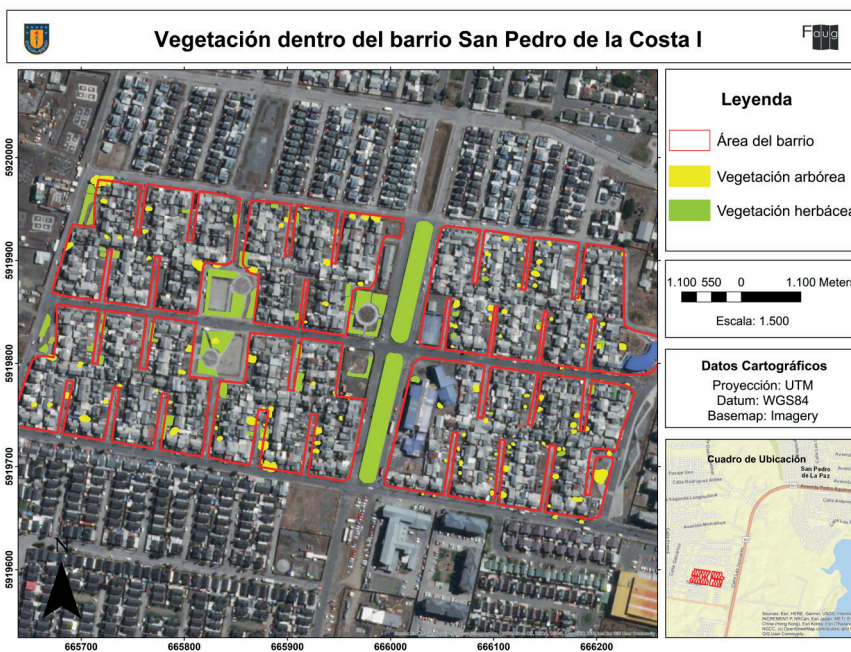 Vegetación dentro del barrio San Pedro de la Costa I
Faug
Leyenda
Área del barrio
Vegetación arbórea
Vegetación herbácea
1.100 550 0 1.100 Meters
Escala: 1.500
Datos Cartográficos
Proyección: UTM
Datum: WGS84
Basemap: Imagery
Cuadro de Ubicación
San Pedro
de La Paz
5920000
5919900
5919800
5919700
5919600
N
665700 665800 665900 666000 666100 666200